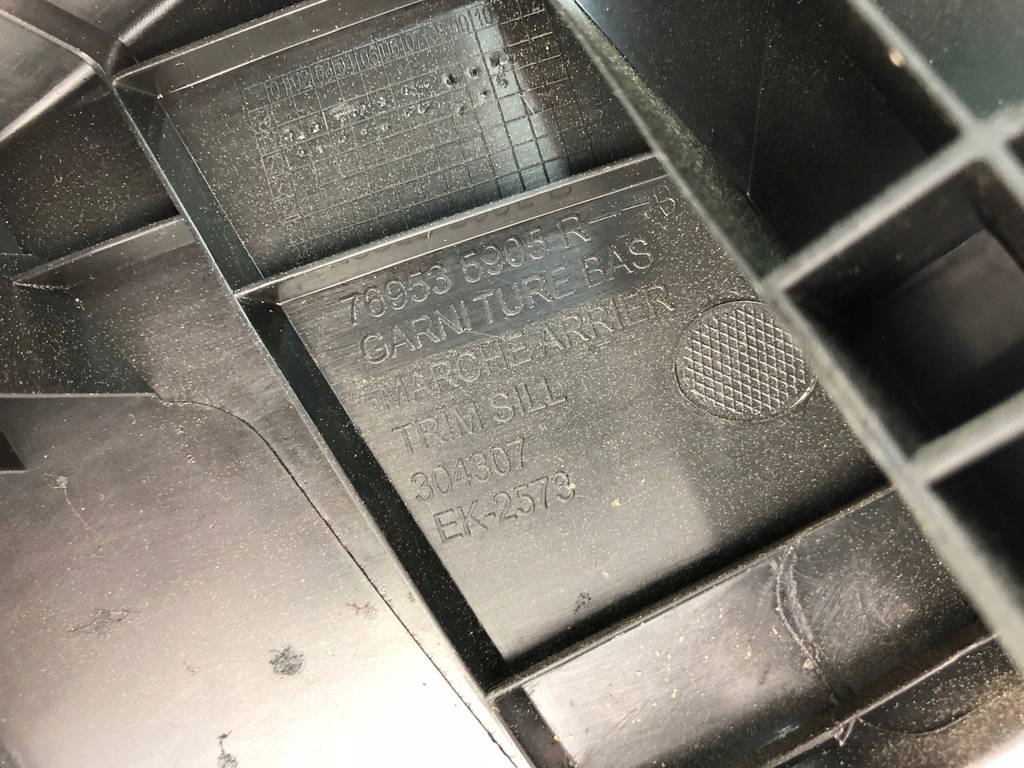 76953 5905 R---B
GARNITURE BAS
MARCHE ARRIER
TRIM SILL
304307
EK-2573